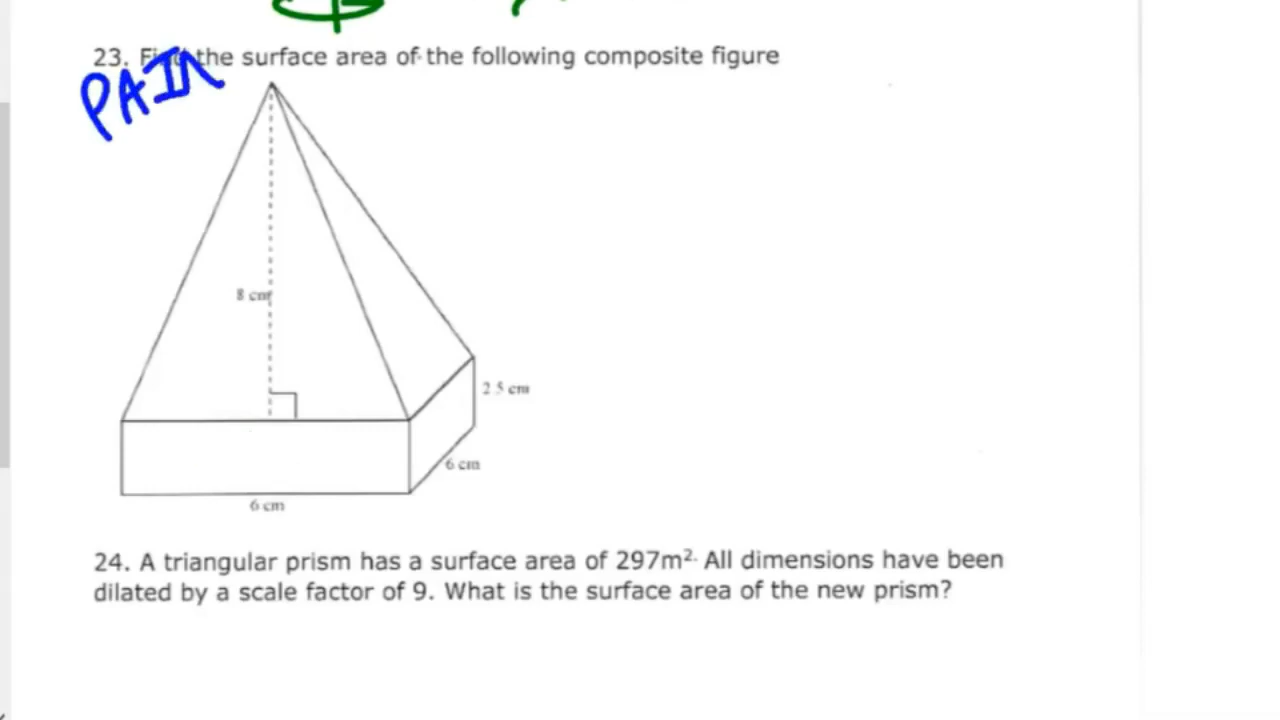 23. Find the surface area of the following composite figure
PAIN
8 cm
2.5 cm
6 cm
6 cm
24. A triangular prism has a surface area of 297m². All dimensions have been
dilated by a scale factor of 9. What is the surface area of the new prism?